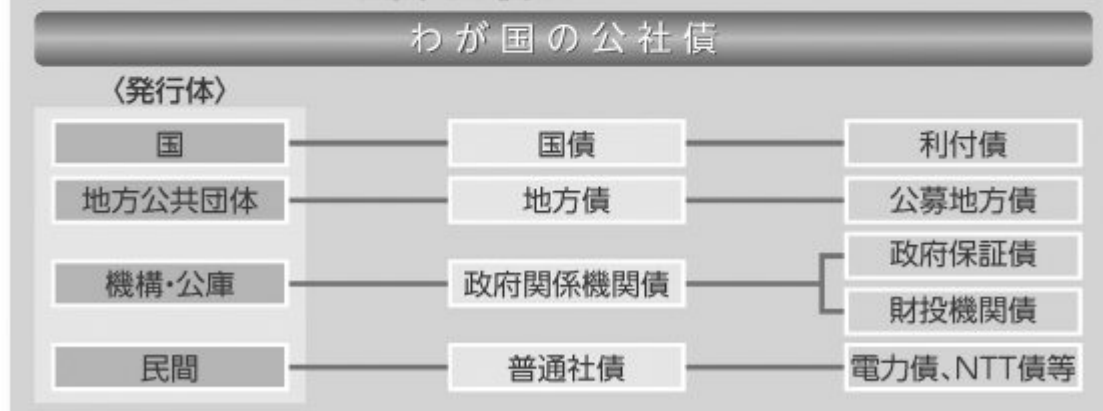 わが国の公社債
〈発行体〉
国
国債
利付債
地方公共団体
地方債
公募地方債
機構・公庫
政府関係機関債
政府保証債
財投機関債
民間
普通社債
電力債、NTT債等